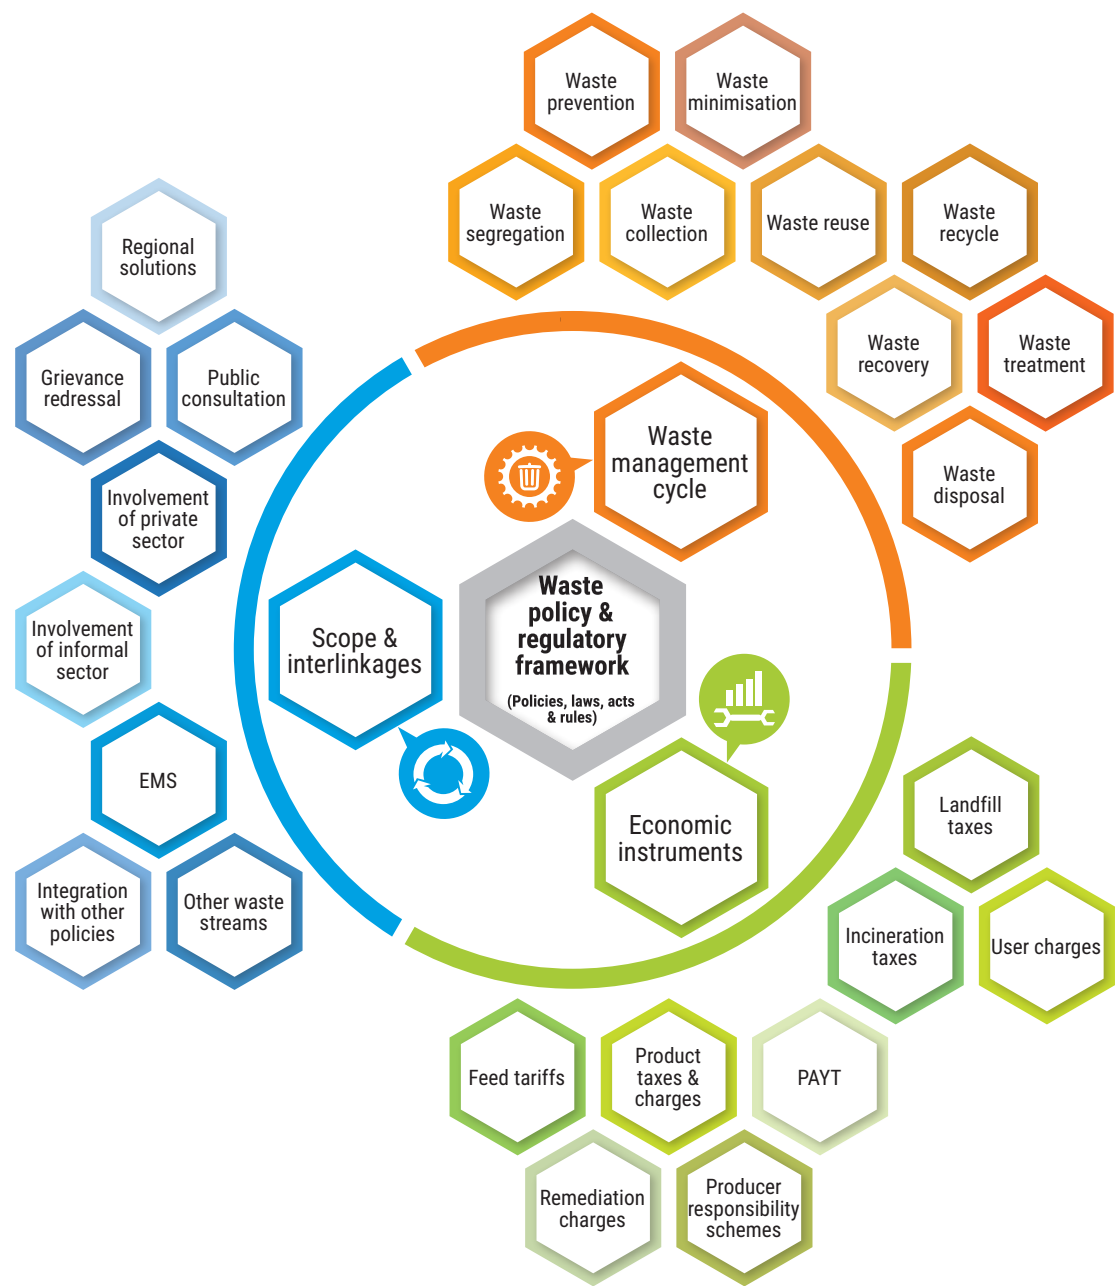 Waste
prevention
Waste
minimisation
Waste
segregation
Waste
collection
Waste reuse
Waste
recycle
Waste
recovery
Waste
treatment
Waste
disposal
Regional
solutions
Grievance
redressal
Public
consultation
Involvement
of private
sector
Involvement
of informal
sector
EMS
Integration
with other
policies
Other waste
streams
Waste
management
cycle
Scope &
interlinkages
Waste
policy &
regulatory
framework
(Policies, laws, acts
& rules)
Economic
instruments
Landfill
taxes
Incineration
taxes
User charges
Feed tariffs
Product
taxes &
charges
PAYT
Remediation
charges
Producer
responsibility
schemes